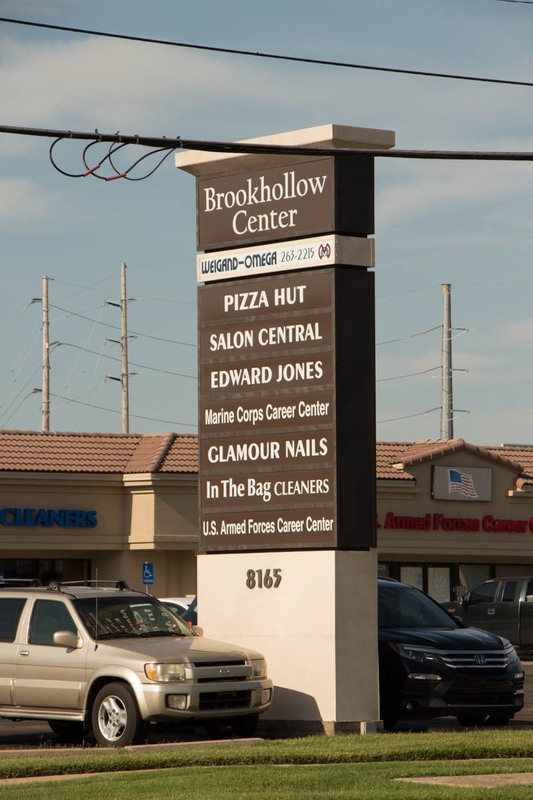 Brookhollow
Center
WEIGAND-OMEGA 263-2215
PIZZA HUT
SALON CENTRAL
EDWARD JONES
Marine Corps Career Center
GLAMOUR NAILS
In The Bag CLEANERS
U.S. Armed Forces Career Center
8165
CLEANERS
. Armed Forces Career C